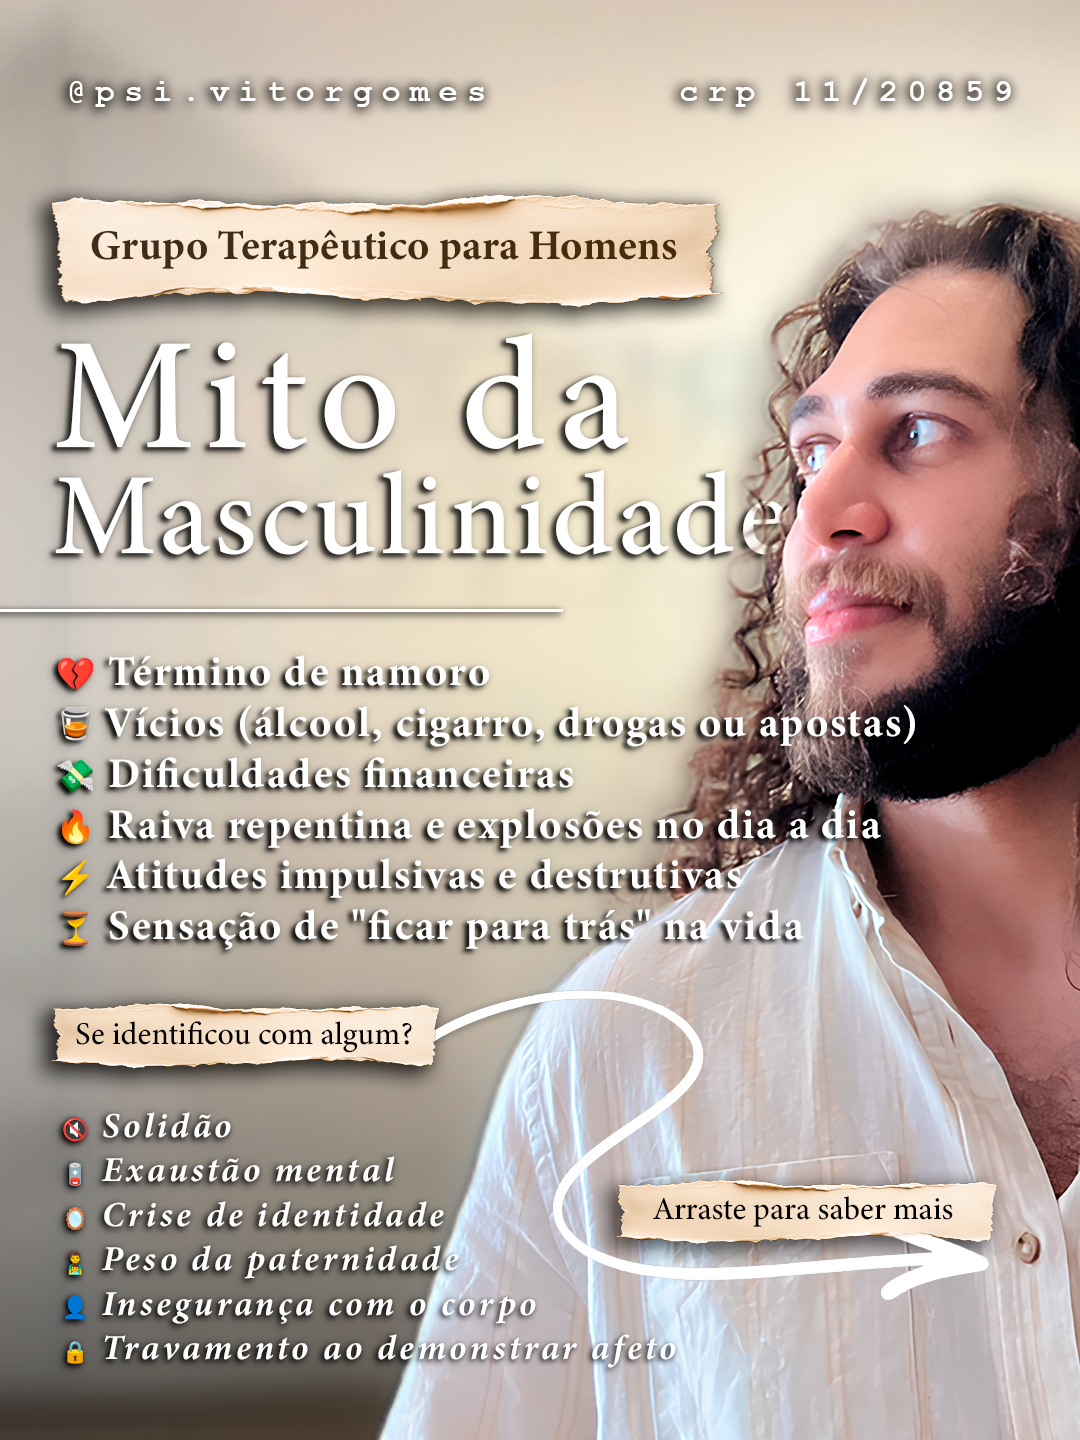 @psi.vitorgomes
crp 11/20859
Grupo Terapêutico para Homens
Mito da
Masculinidade
💔 Término de namoro
🥃 Vícios (álcool, cigarro, drogas ou apostas)
💸 Dificuldades financeiras
🔥 Raiva repentina e explosões no dia a dia
⚡ Atitudes impulsivas e destrutivas
⏳ Sensação de "ficar para trás" na vida
Se identificou com algum?
🔇 Solidão
🪫 Exaustão mental
🪞 Crise de identidade
👨‍🍼 Peso da paternidade
👤 Insegurança com o corpo
🔒 Travamento ao demonstrar afeto
Arraste para saber mais